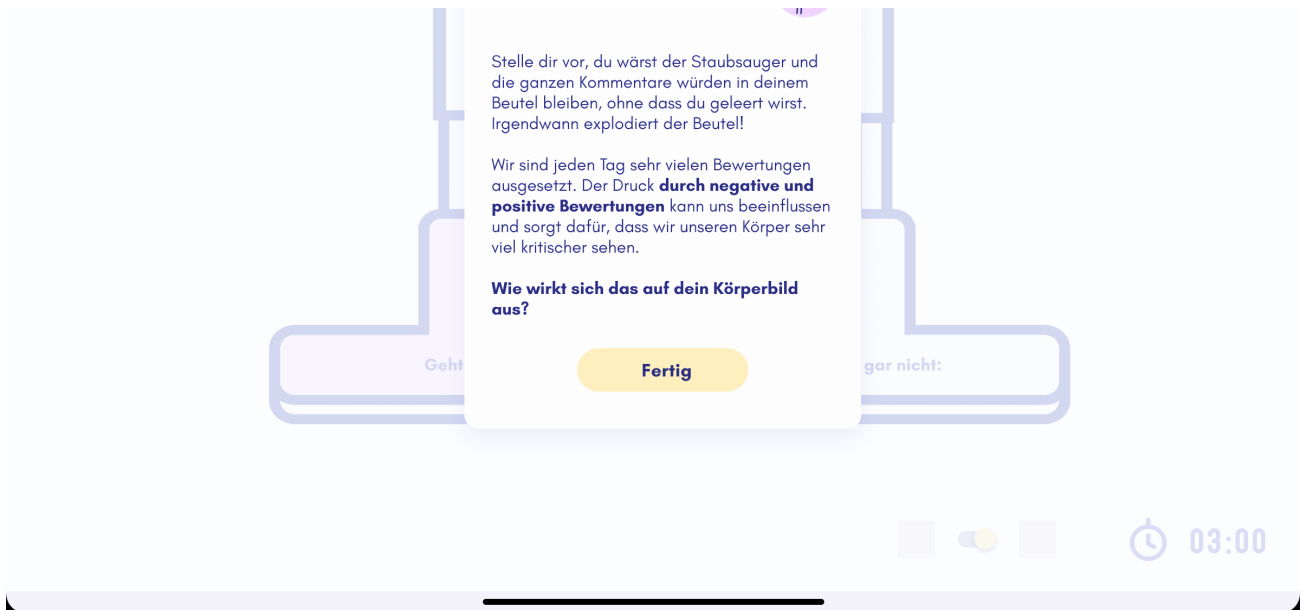 Stelle dir vor, du wärst der Staubsauger und
die ganzen Kommentare würden in deinem
Beutel bleiben, ohne dass du geleert wirst.
Irgendwann explodiert der Beutel!
Wir sind jeden Tag sehr vielen Bewertungen
ausgesetzt. Der Druck durch negative und
positive Bewertungen kann uns beeinflussen
und sorgt dafür, dass wir unseren Körper sehr
viel kritischer sehen.
Wie wirkt sich das auf dein Körperbild
aus?
Geht
gar nicht:
Fertig
03:00